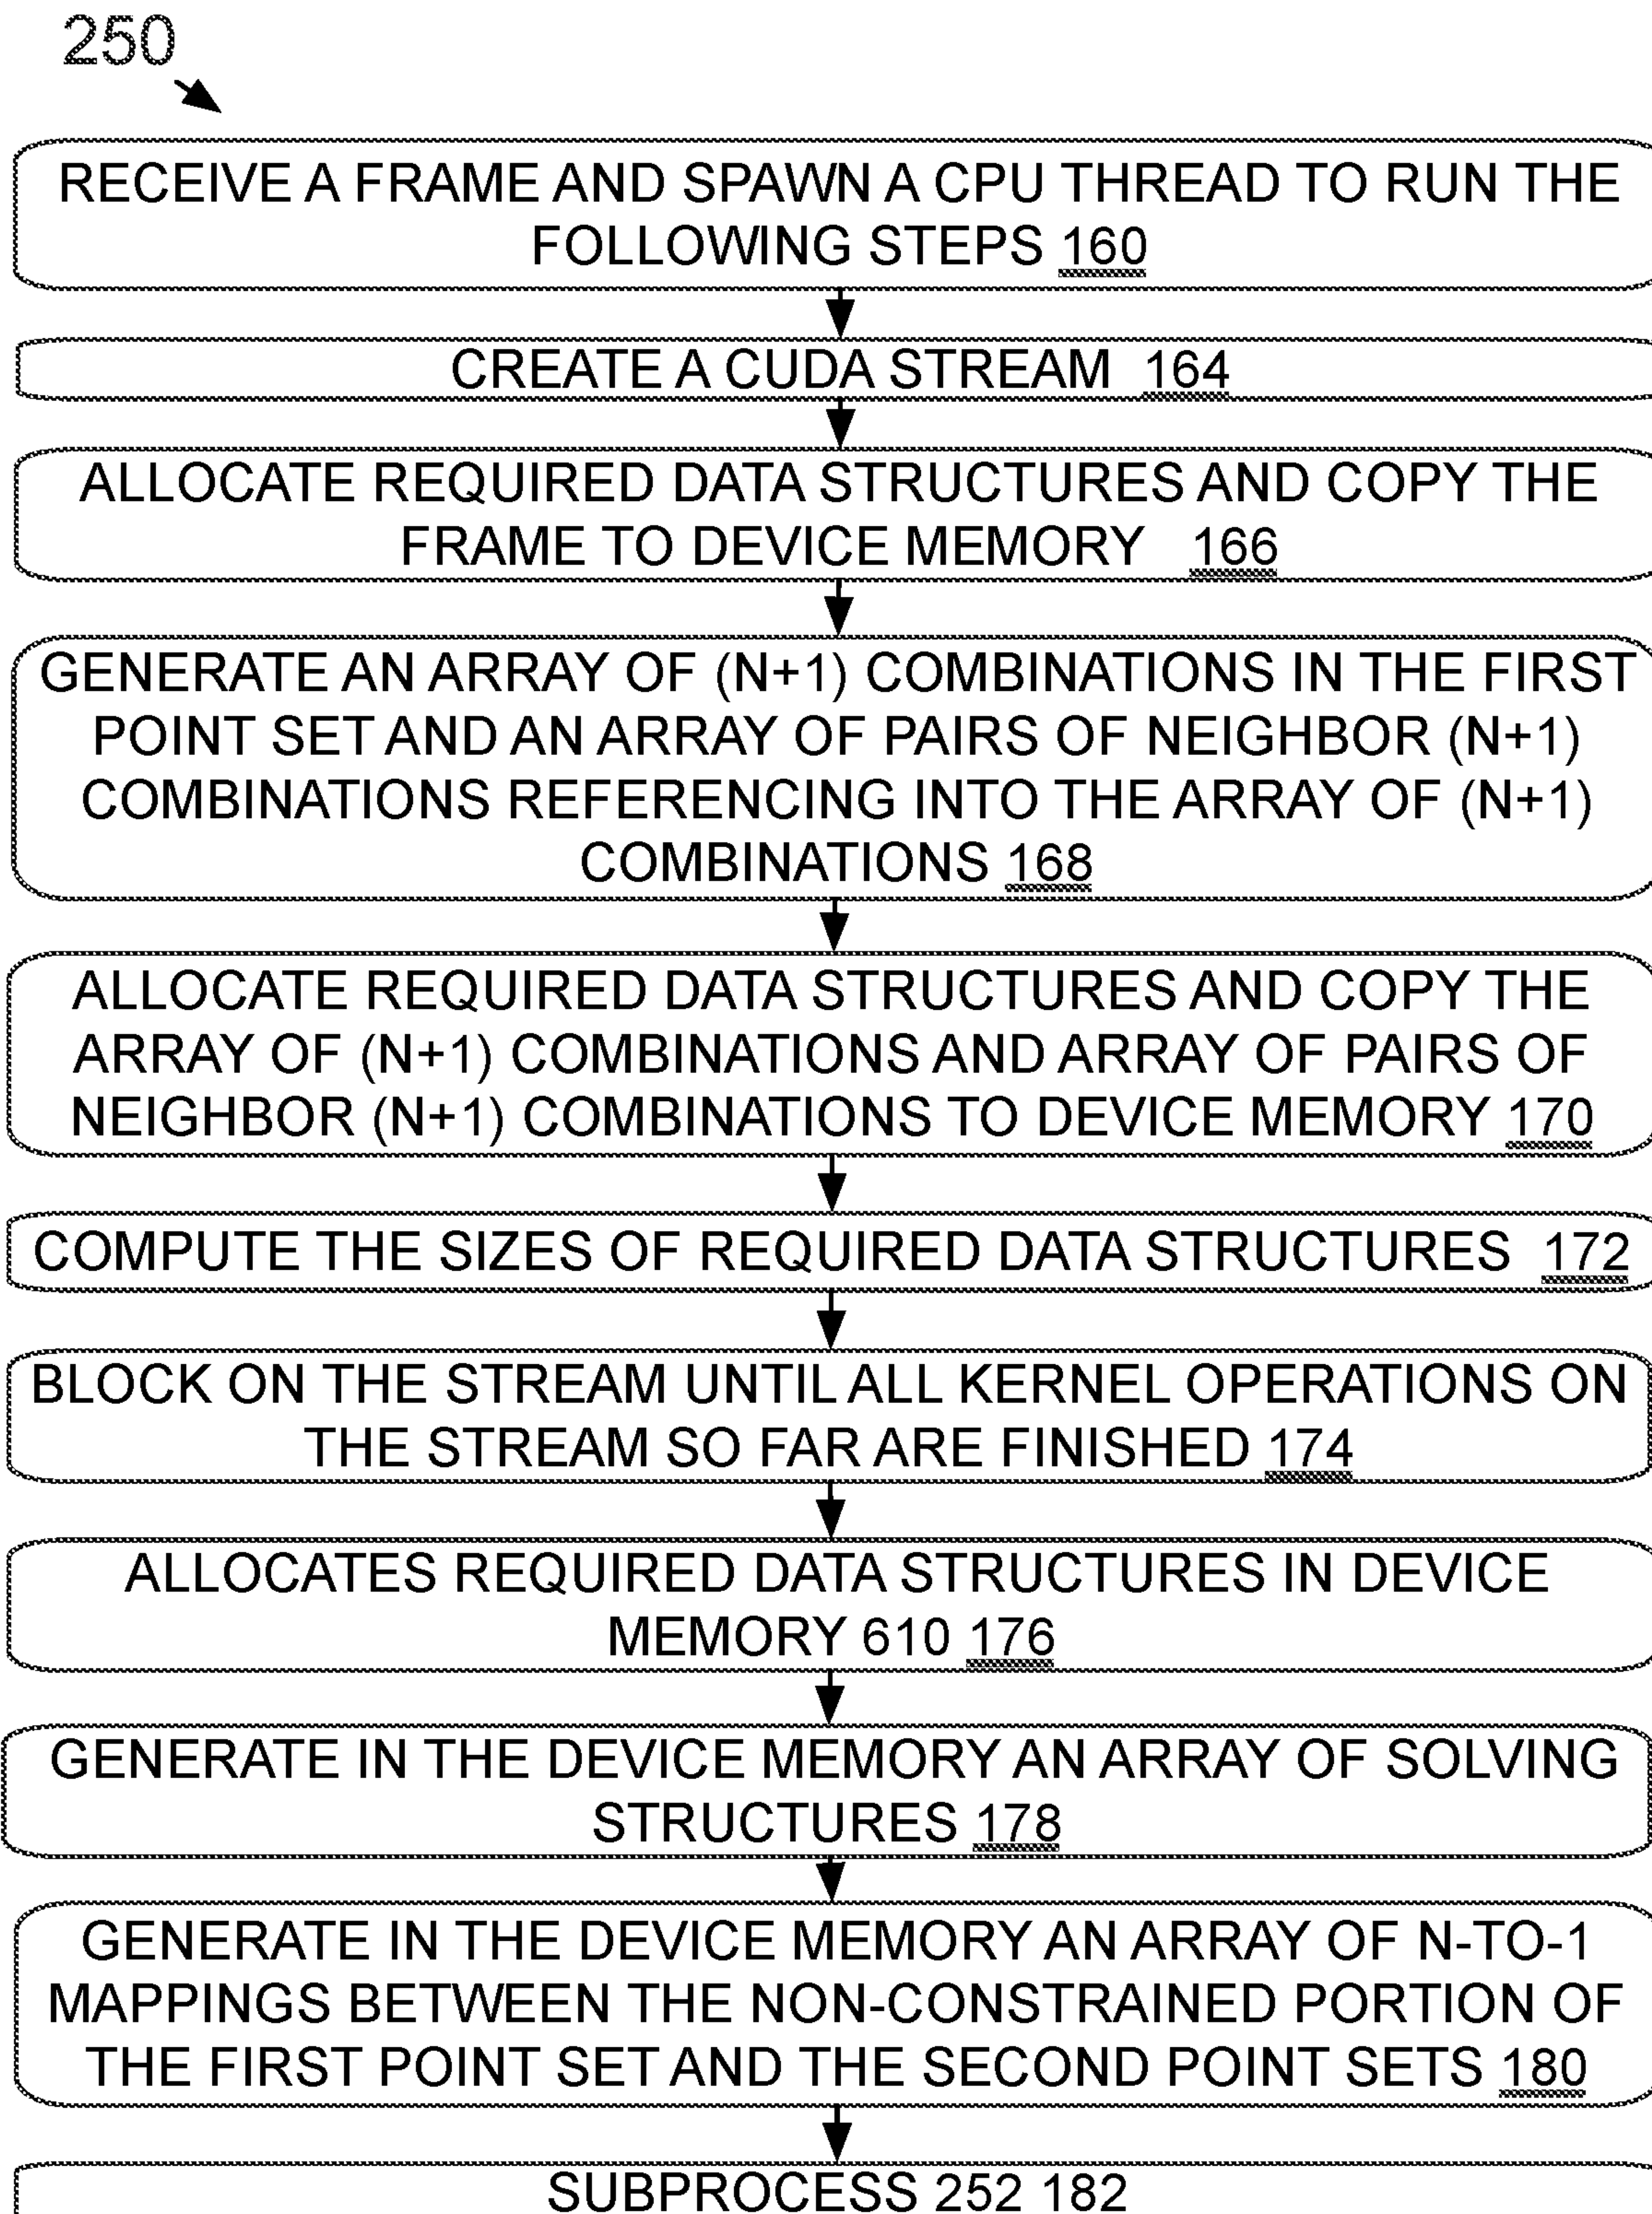 250
RECEIVE A FRAME AND SPAWN A CPU THREAD TO RUN THE
FOLLOWING STEPS 160
CREATE A CUDA STREAM 164
ALLOCATE REQUIRED DATA STRUCTURES AND COPY THE
FRAME TO DEVICE MEMORY 166
GENERATE AN ARRAY OF (N+1) COMBINATIONS IN THE FIRST
POINT SET AND AN ARRAY OF PAIRS OF NEIGHBOR (N+1)
COMBINATIONS REFERENCING INTO THE ARRAY OF (N+1)
COMBINATIONS 168
ALLOCATE REQUIRED DATA STRUCTURES AND COPY THE
ARRAY OF (N+1) COMBINATIONS AND ARRAY OF PAIRS OF
NEIGHBOR (N+1) COMBINATIONS TO DEVICE MEMORY 170
COMPUTE THE SIZES OF REQUIRED DATA STRUCTURES 172
BLOCK ON THE STREAM UNTIL ALL KERNEL OPERATIONS ON
THE STREAM SO FAR ARE FINISHED 174
ALLOCATES REQUIRED DATA STRUCTURES IN DEVICE
MEMORY 610 176
GENERATE IN THE DEVICE MEMORY AN ARRAY OF SOLVING
STRUCTURES 178
GENERATE IN THE DEVICE MEMORY AN ARRAY OF N-TO-1
MAPPINGS BETWEEN THE NON-CONSTRAINED PORTION OF
THE FIRST POINT SET AND THE SECOND POINT SETS 180
SUBPROCESS 252 182